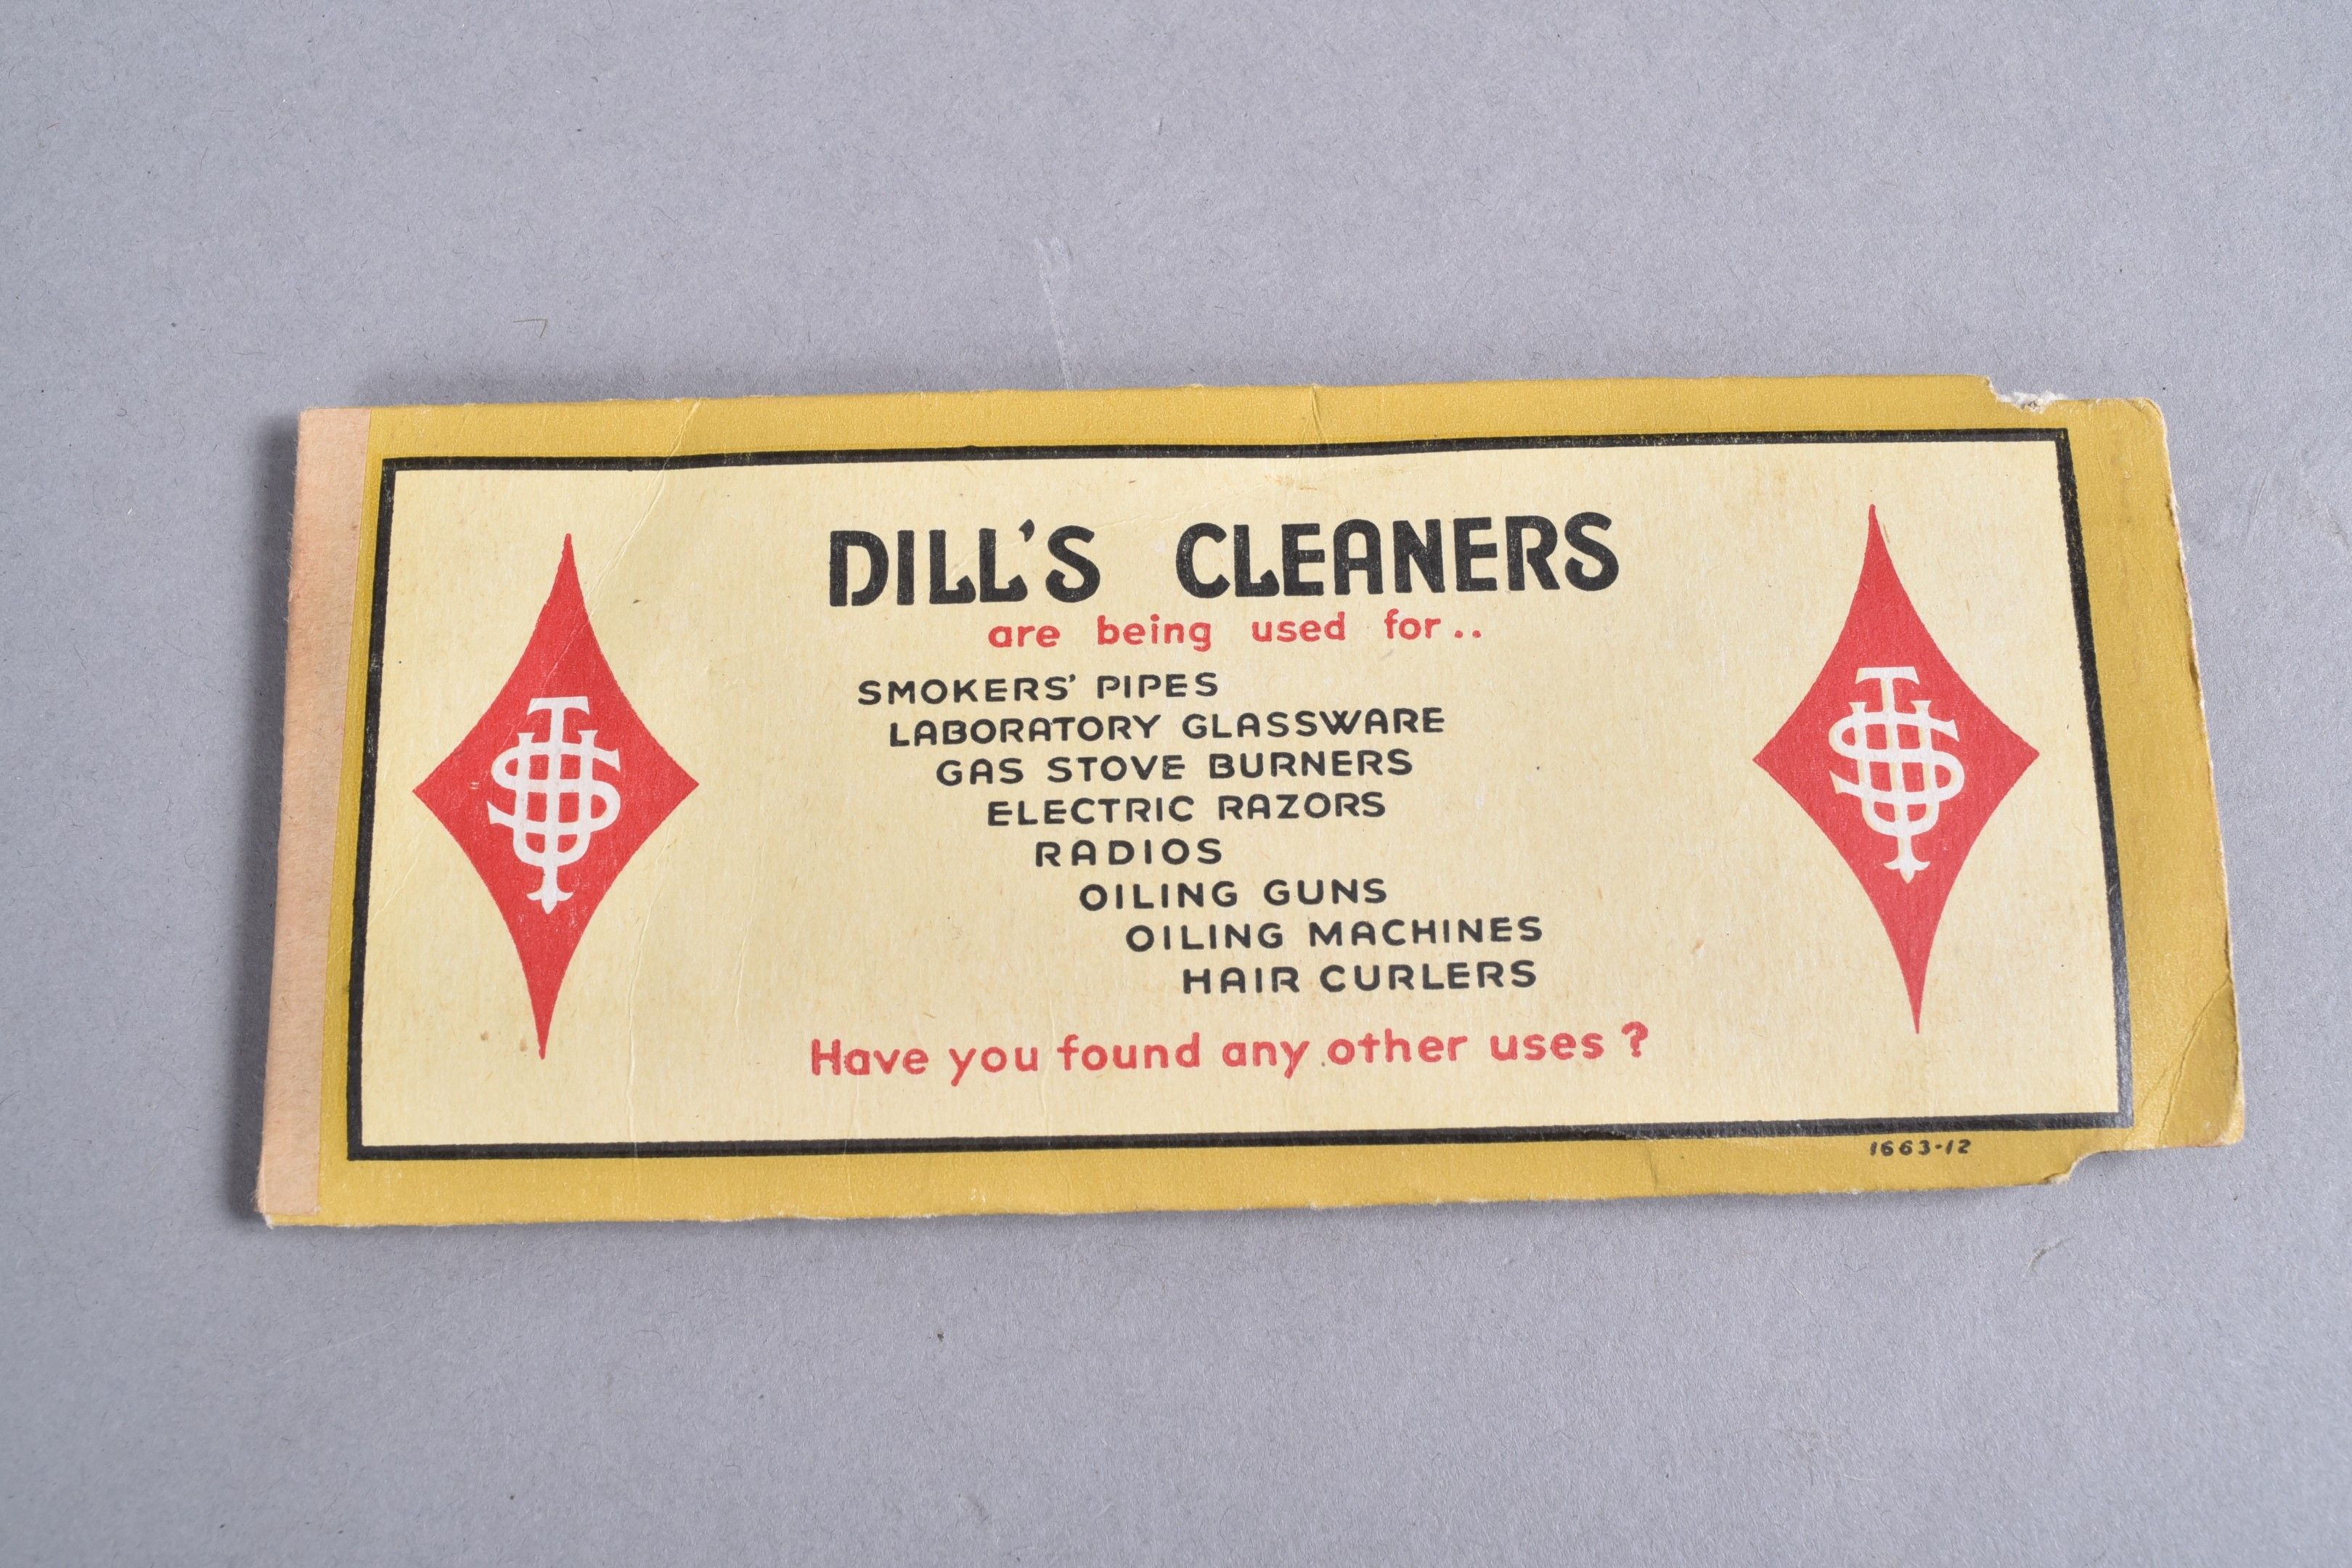 DILL'S CLEANERS
are being used for..
SMOKERS' PIPES
LABORATORY GLASSWARE
GAS STOVE BURNERS
ELECTRIC RAZORS
RADIOS
OILING GUNS
OILING MACHINES
HAIR CURLERS
Have you found any other uses?
1663-12